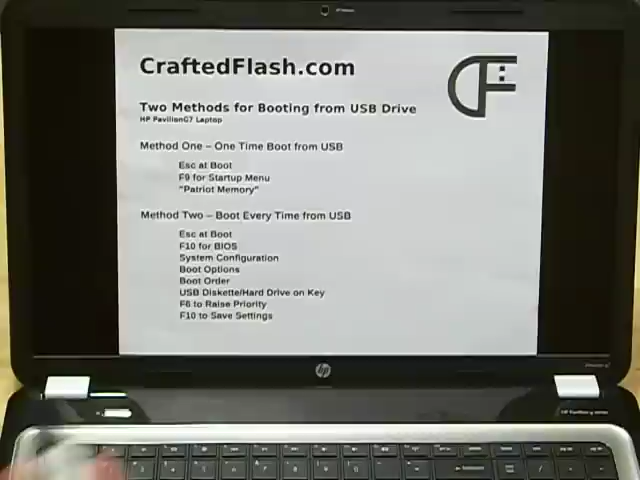 CraftedFlash.com
Two Methods for Booting from USB Drive
HP PavilionG7 Laptop
Method One – One Time Boot from USB
Esc at Boot
F9 for Startup Menu
"Patriot Memory"
Method Two – Boot Every Time from USB
Esc at Boot
F10 for BIOS
System Configuration
Boot Options
Boot Order
USB Diskette/Hard Drive on Key
F6 to Raise Priority
F10 to Save Settings
hp